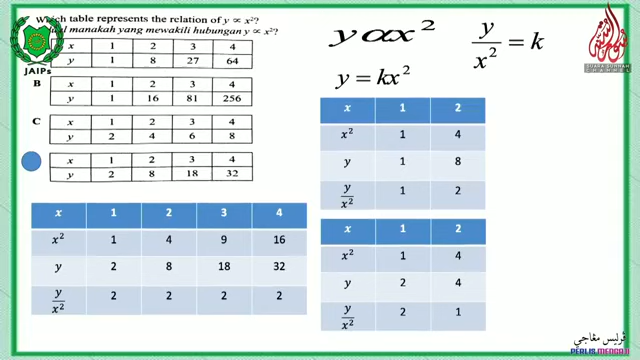 Which table represents the relation of y ∝ x²?
manakah yang mewakili hubungan y ∝ x²?
x 1 2 3 4
y 1 8 27 64
B
x 1 2 3 4
y 1 16 81 256
C
x 1 2 3 4
y 2 4 6 8
x 1 2 3 4
y 2 8 18 32
JAIPs
y ∝ x²
y/x² = k
y = kx²
x 1 2
x² 1 4
y 1 8
y/x² 1 2
x 1 2
x² 1 4
y 2 4
y/x² 2 1
x 1 2 3 4
x² 1 4 9 16
y 2 8 18 32
y/x² 2 2 2 2
ڤرليس مڠاجي
PERLIS MENGAJI